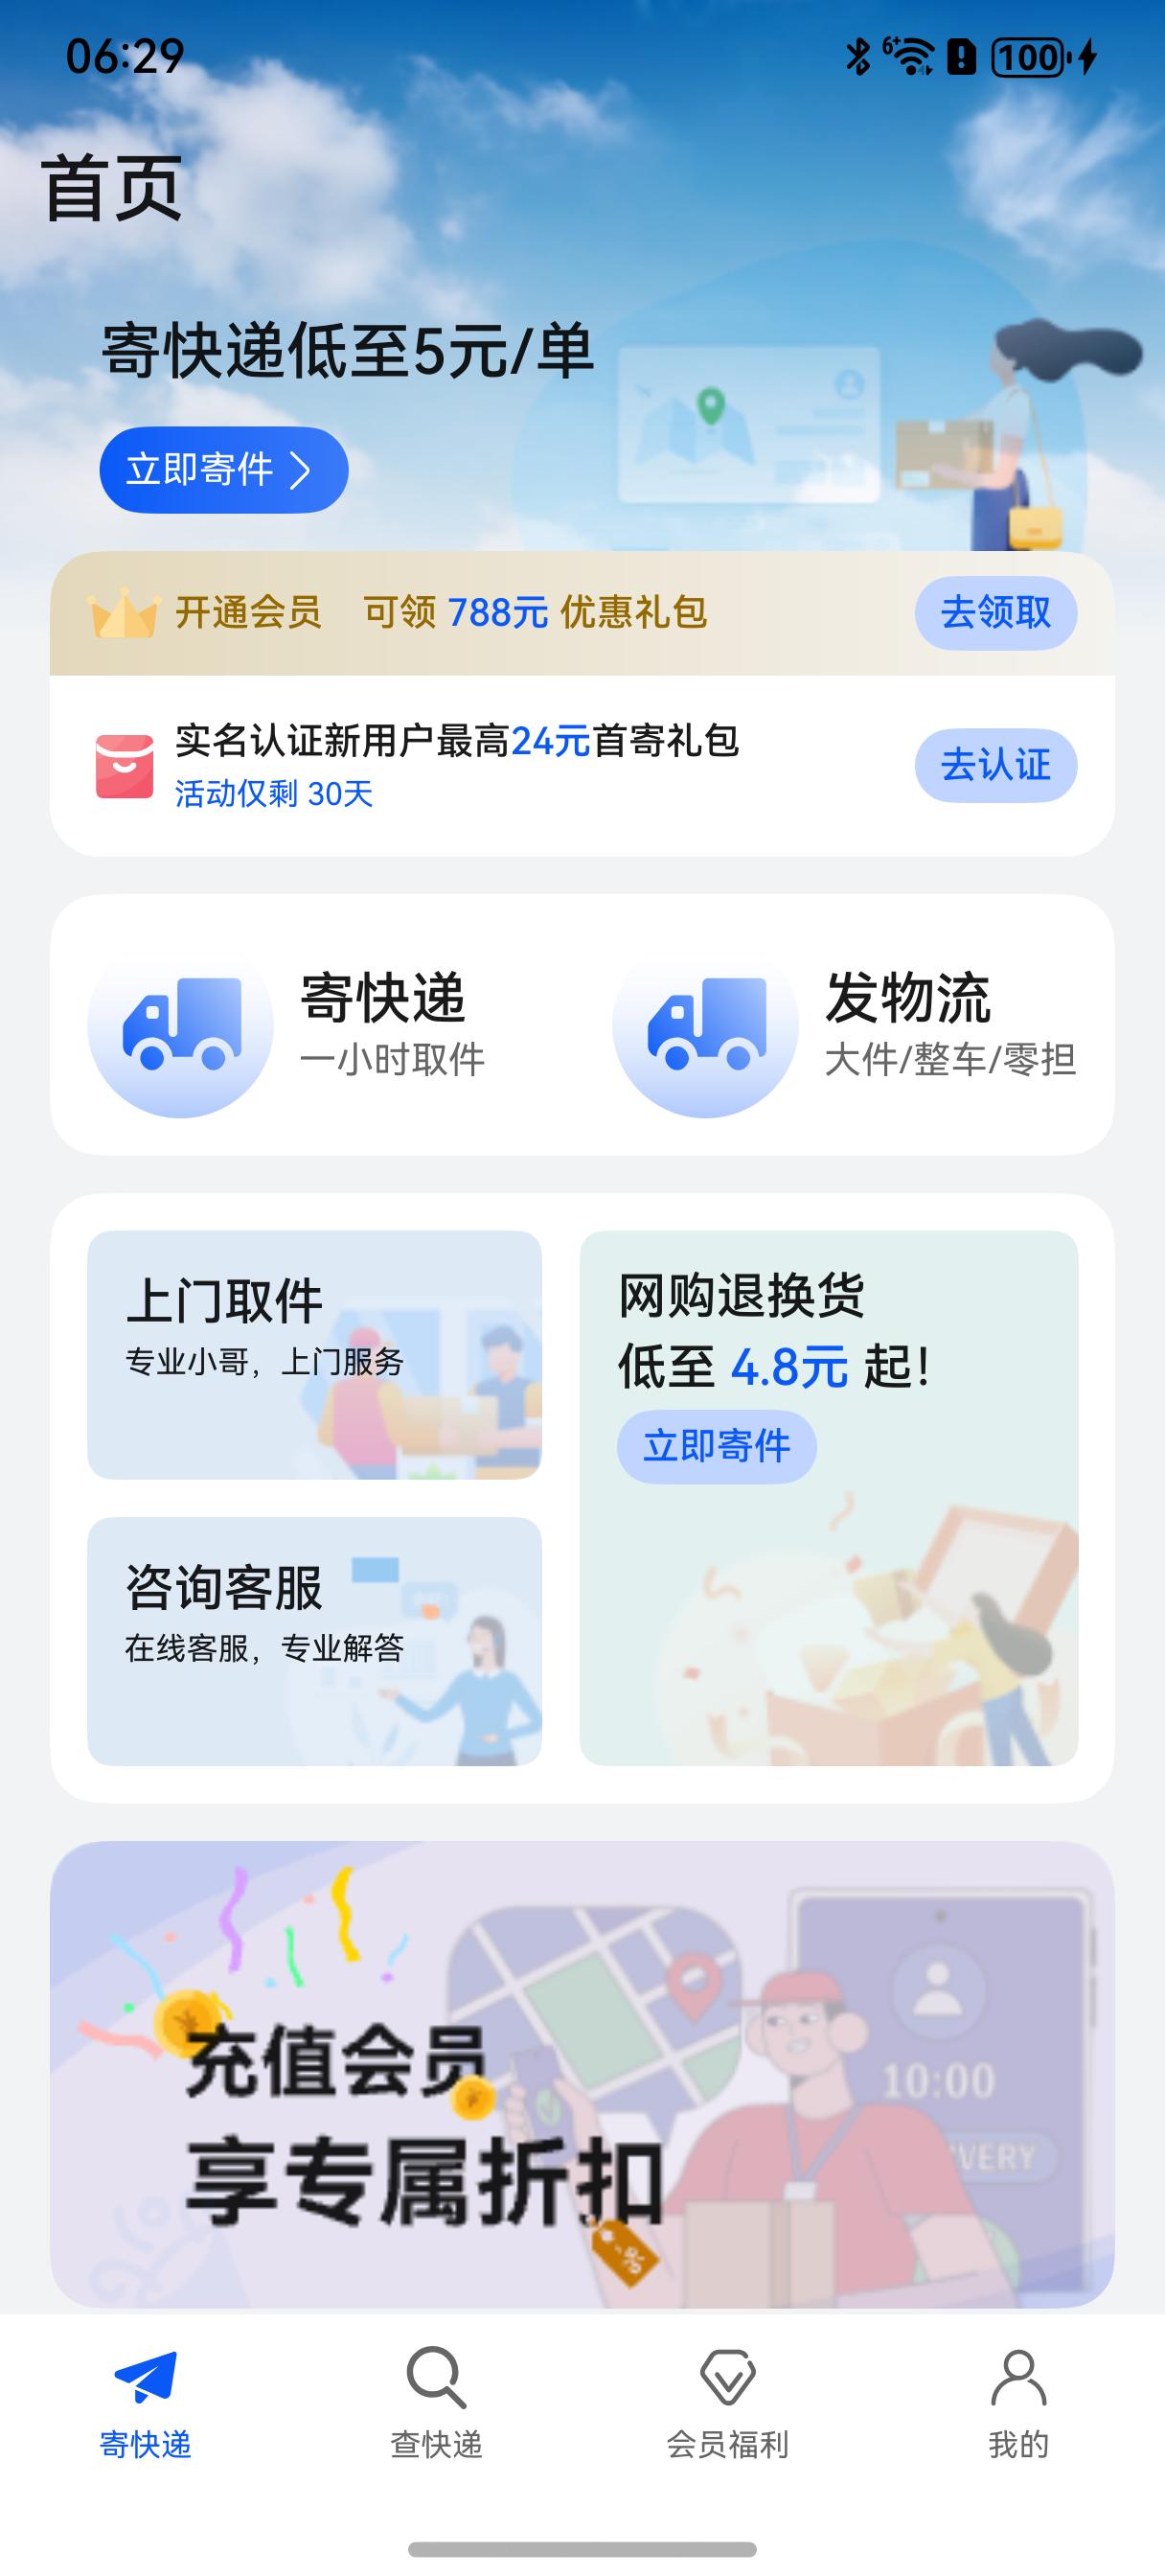 06:29
6+
100
首页
寄快递低至5元/单
立即寄件
开通会员 可领 788元 优惠礼包
去领取
实名认证新用户最高24元首寄礼包
活动仅剩 30天
去认证
寄快递
一小时取件
发物流
大件/整车/零担
上门取件
专业小哥，上门服务
网购退换货
低至 4.8元 起！
立即寄件
咨询客服
在线客服，专业解答
充值会员
享专属折扣
10:00
VERY
寄快递
查快递
会员福利
我的